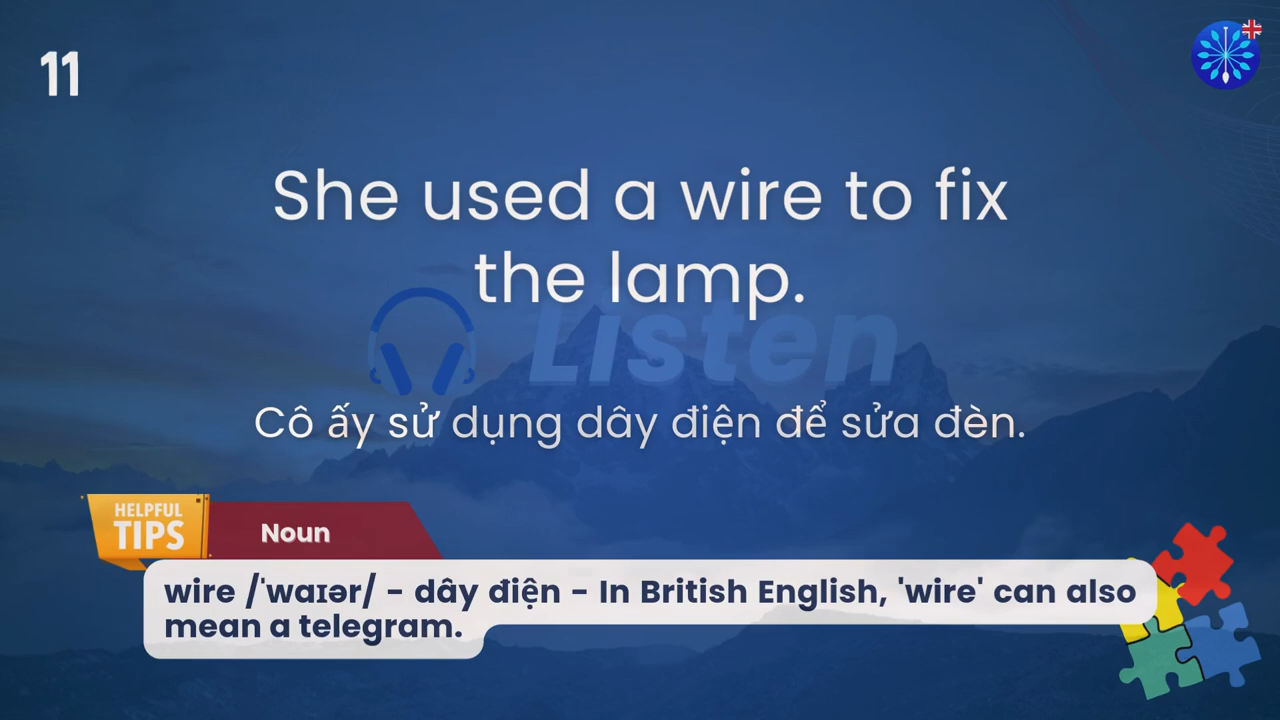 11
She used a wire to fix
the lamp.
Listen
Cô ấy sử dụng dây điện để sửa đèn.
HELPFUL
TIPS
Noun
wire /ˈwaɪər/ - dây điện - In British English, 'wire' can also
mean a telegram.